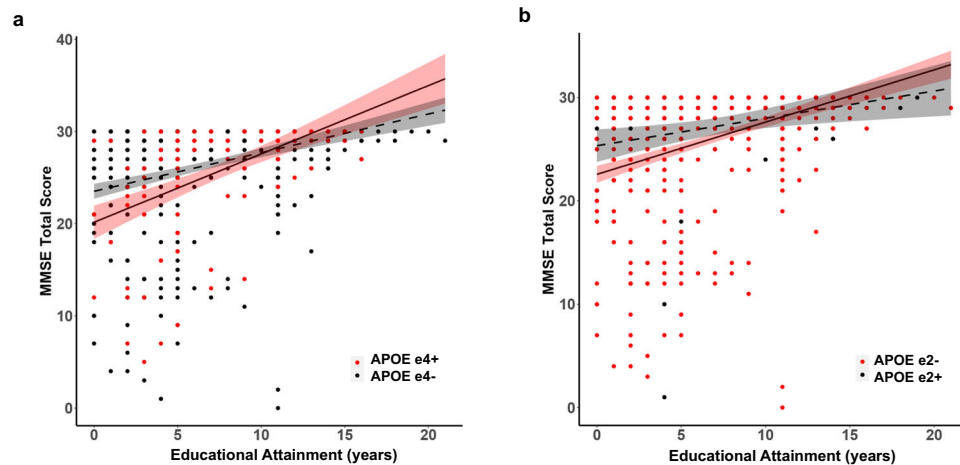 a
MMSE Total Score
40
30
20
10
0
APOE e4+
APOE e4-
0 5 10 15 20
Educational Attainment (years)
b
MMSE Total Score
30
20
10
0
APOE e2-
APOE e2+
0 5 10 15 20
Educational Attainment (years)